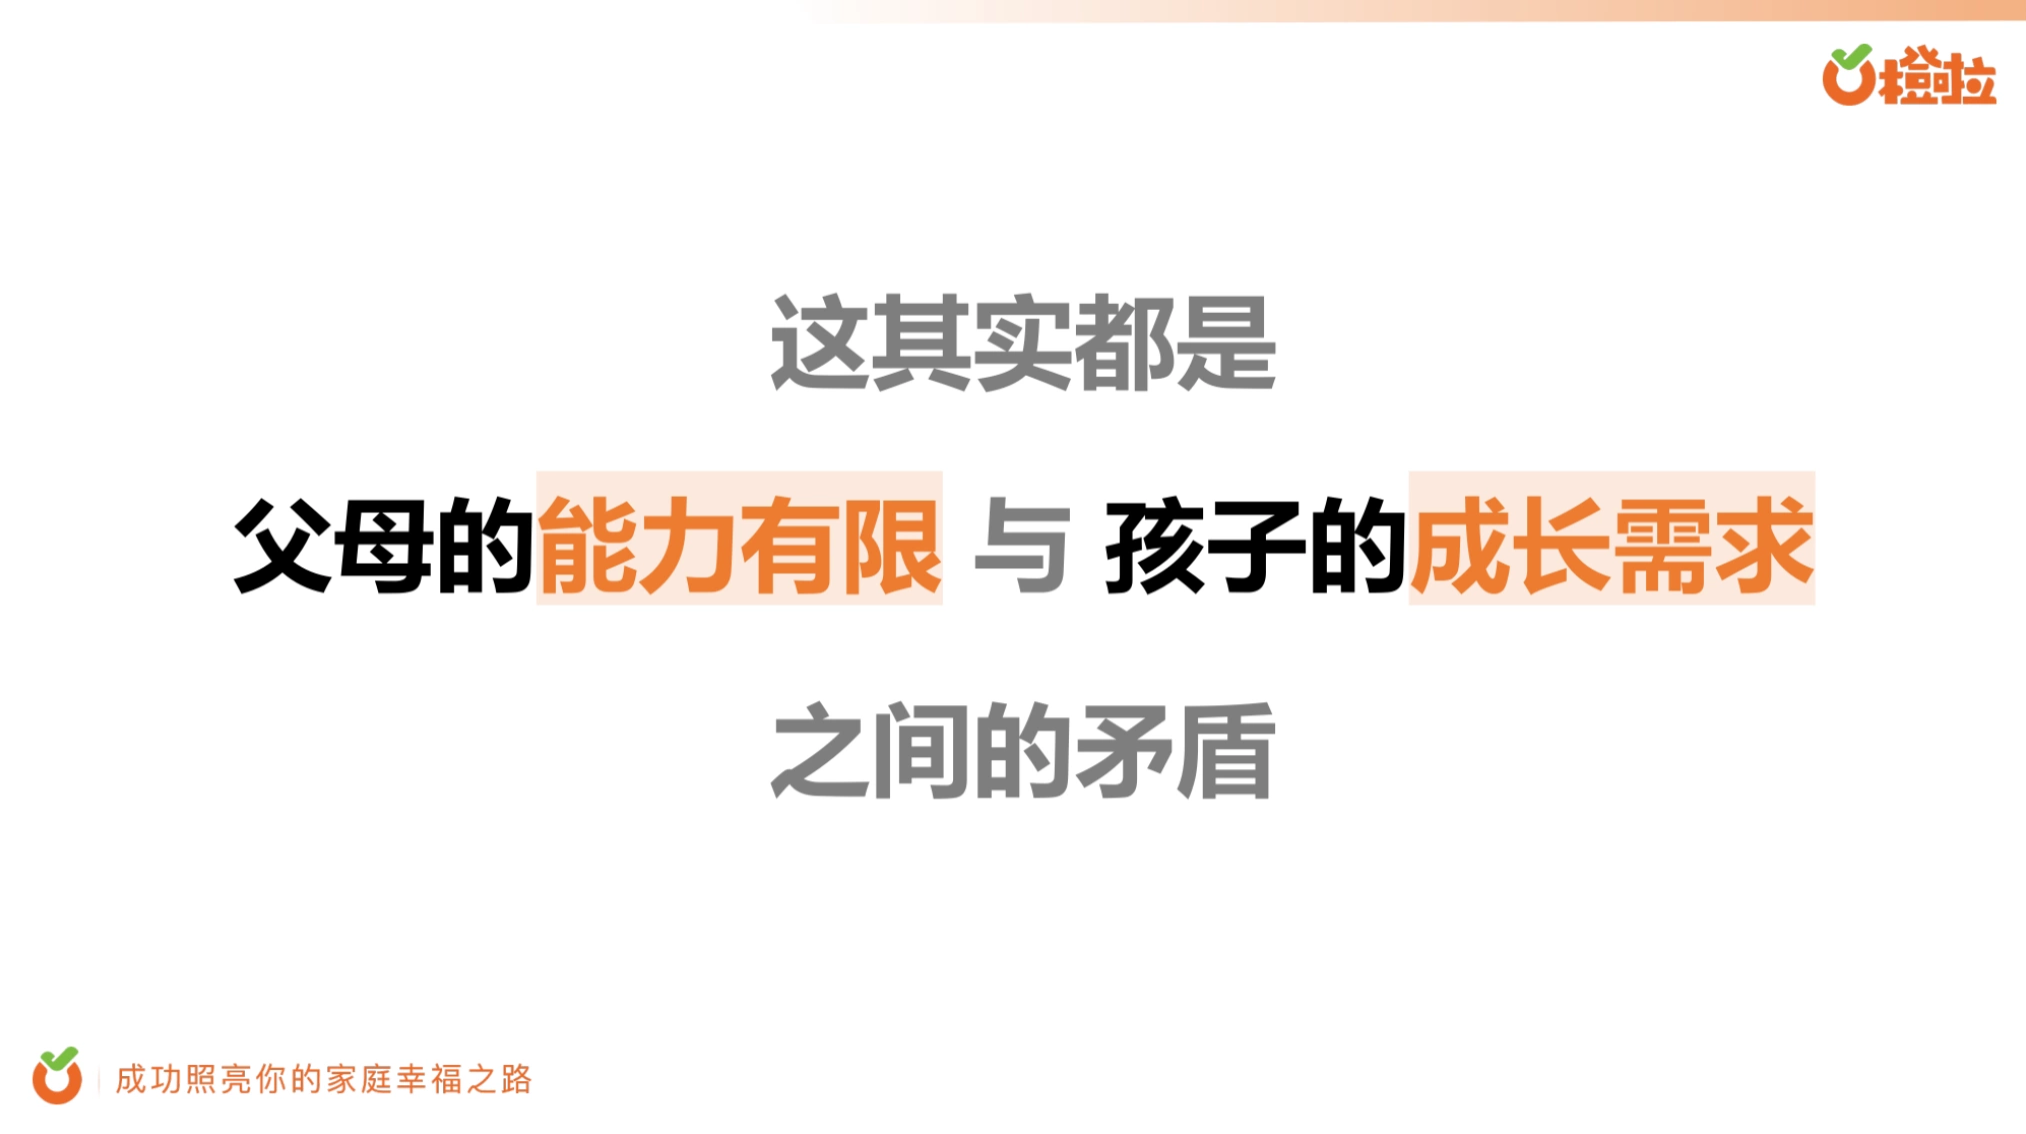 橙啦
这其实都是
父母的能力有限 与 孩子的成长需求
之间的矛盾
成功照亮你的家庭幸福之路